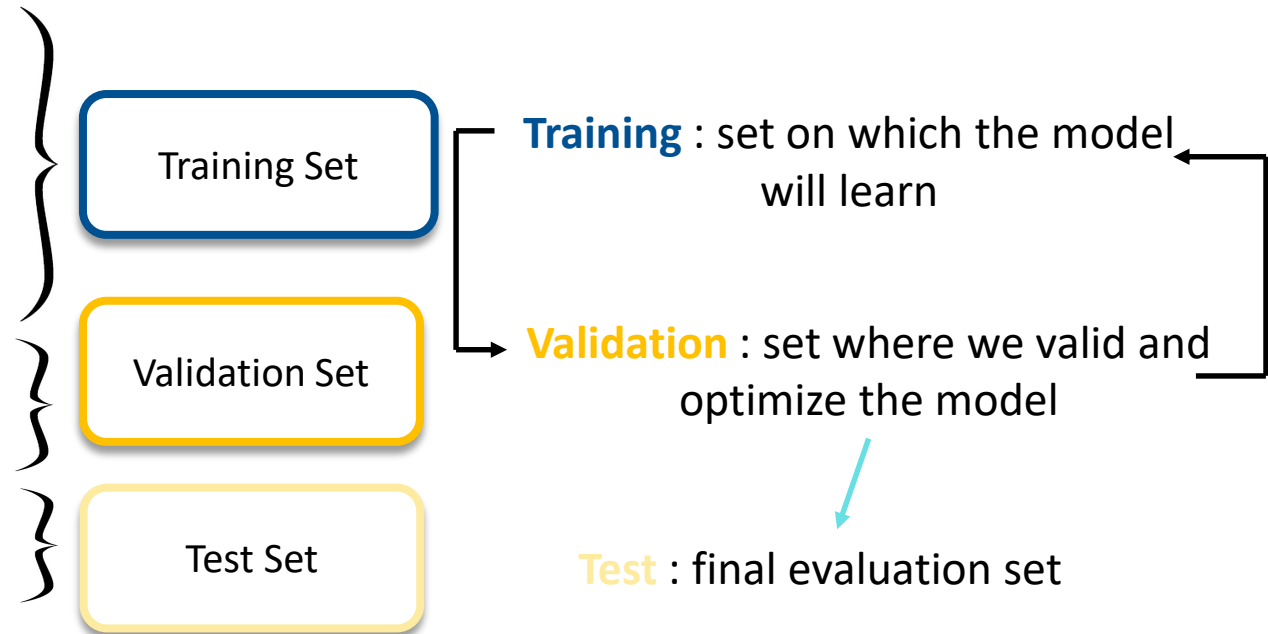 Training Set
Training : set on which the model
will learn
Validation Set
Validation : set where we valid and
optimize the model
Test Set
Test : final evaluation set